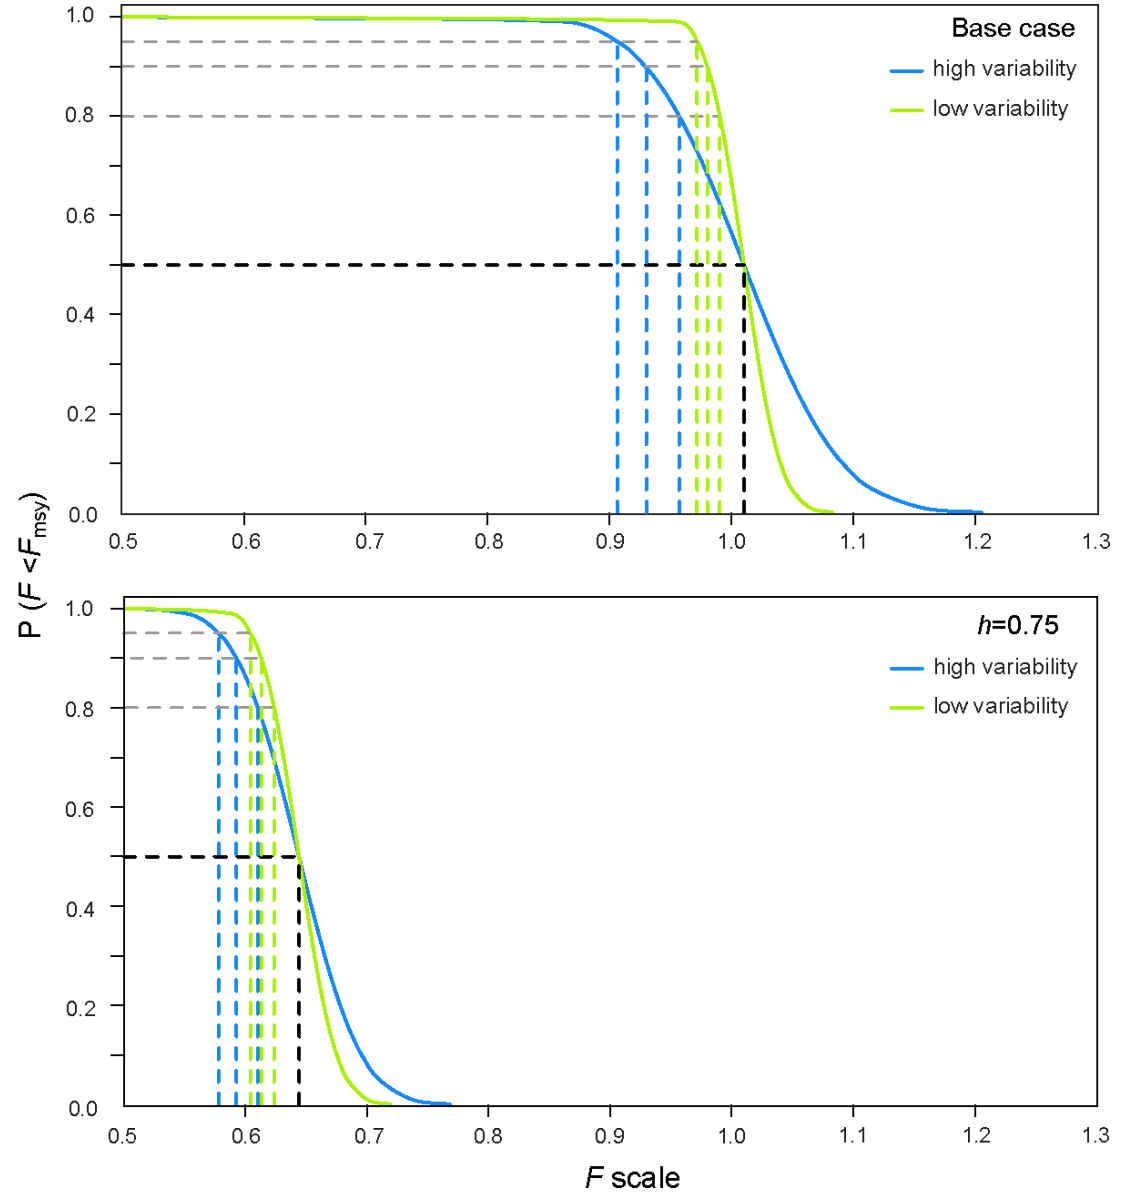 Base case
high variability
low variability
1.0
0.8
0.6
0.4
0.2
0.0
0.5 0.6 0.7 0.8 0.9 1.0 1.1 1.2 1.3
P (F <Fmsy)
h=0.75
high variability
low variability
1.0
0.8
0.6
0.4
0.2
0.0
0.5 0.6 0.7 0.8 0.9 1.0 1.1 1.2 1.3
F scale